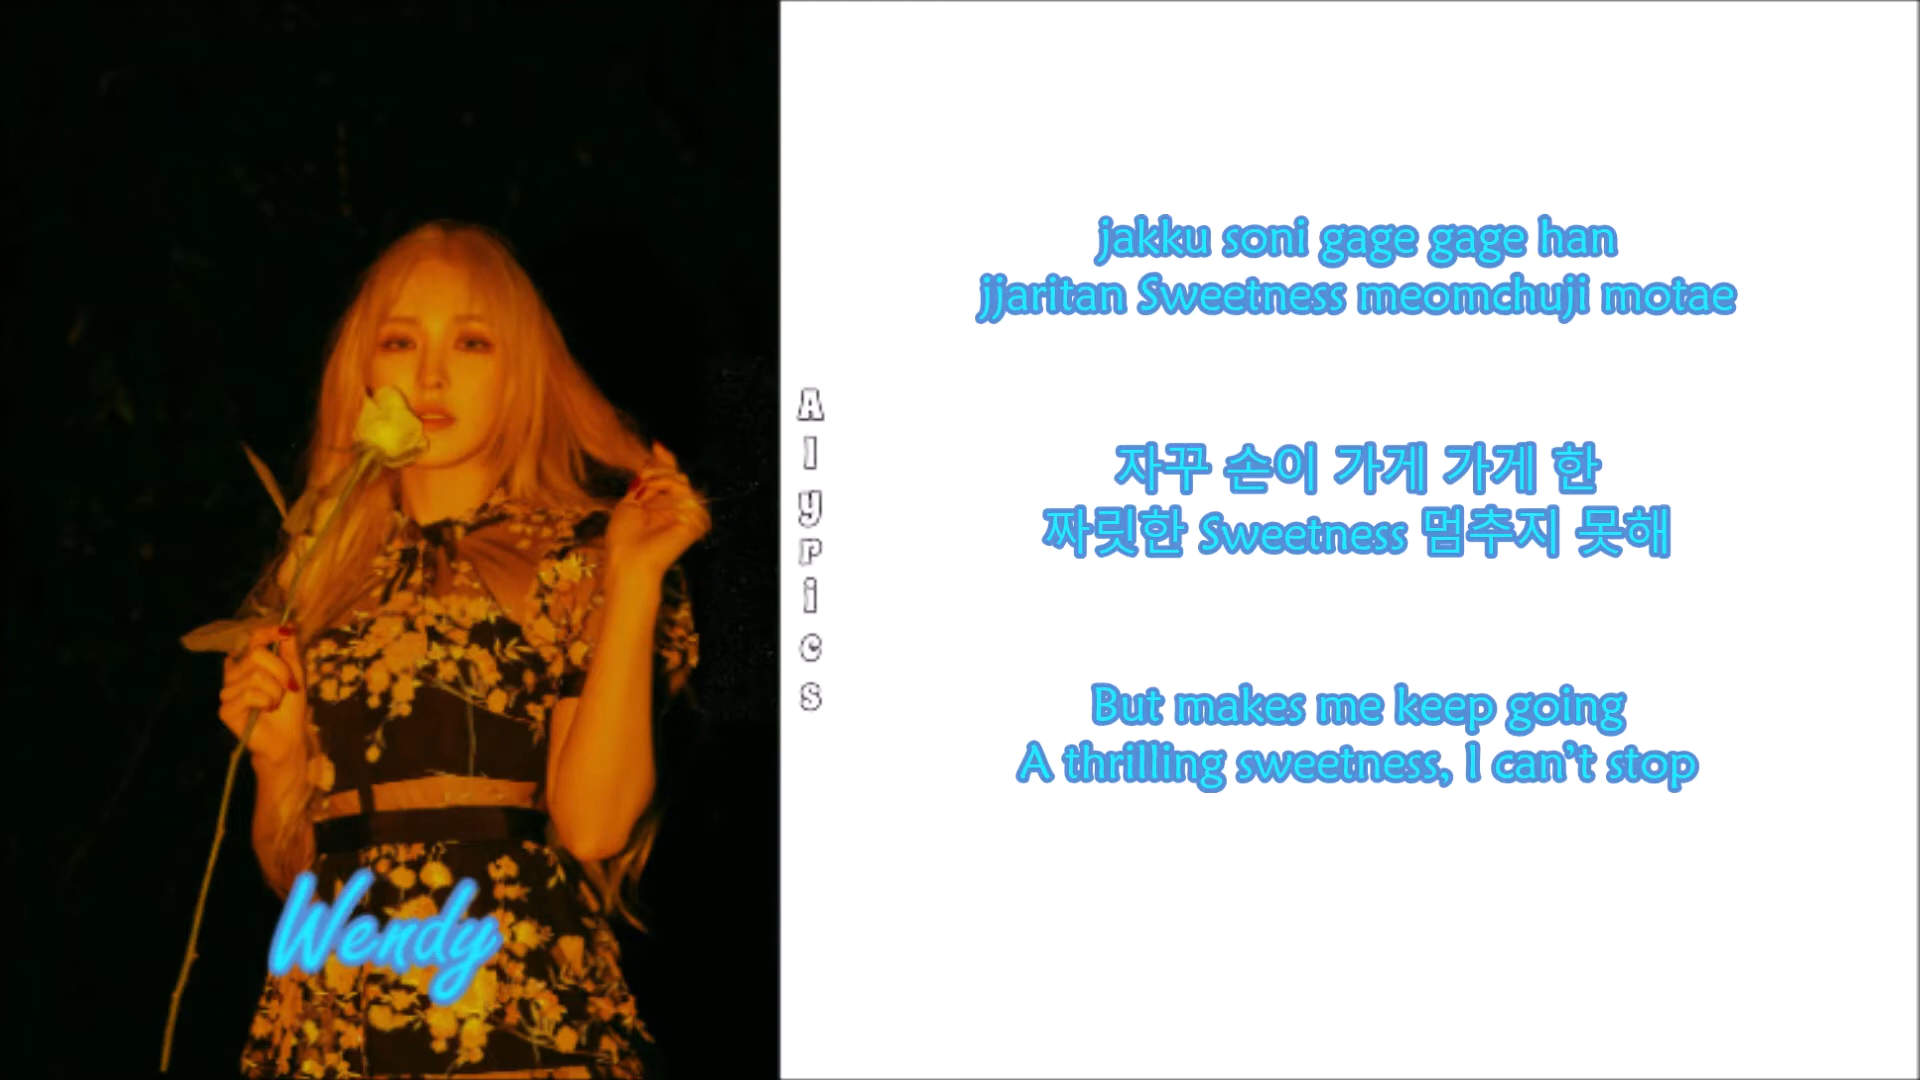 Wendy
Alypics
jakku soni gage gage han
jjaritan Sweetness meomchuji motae
자꾸 손이 가게 가게 한
짜릿한 Sweetness 멈추지 못해
But makes me keep going
A thrilling sweetness, I can't stop